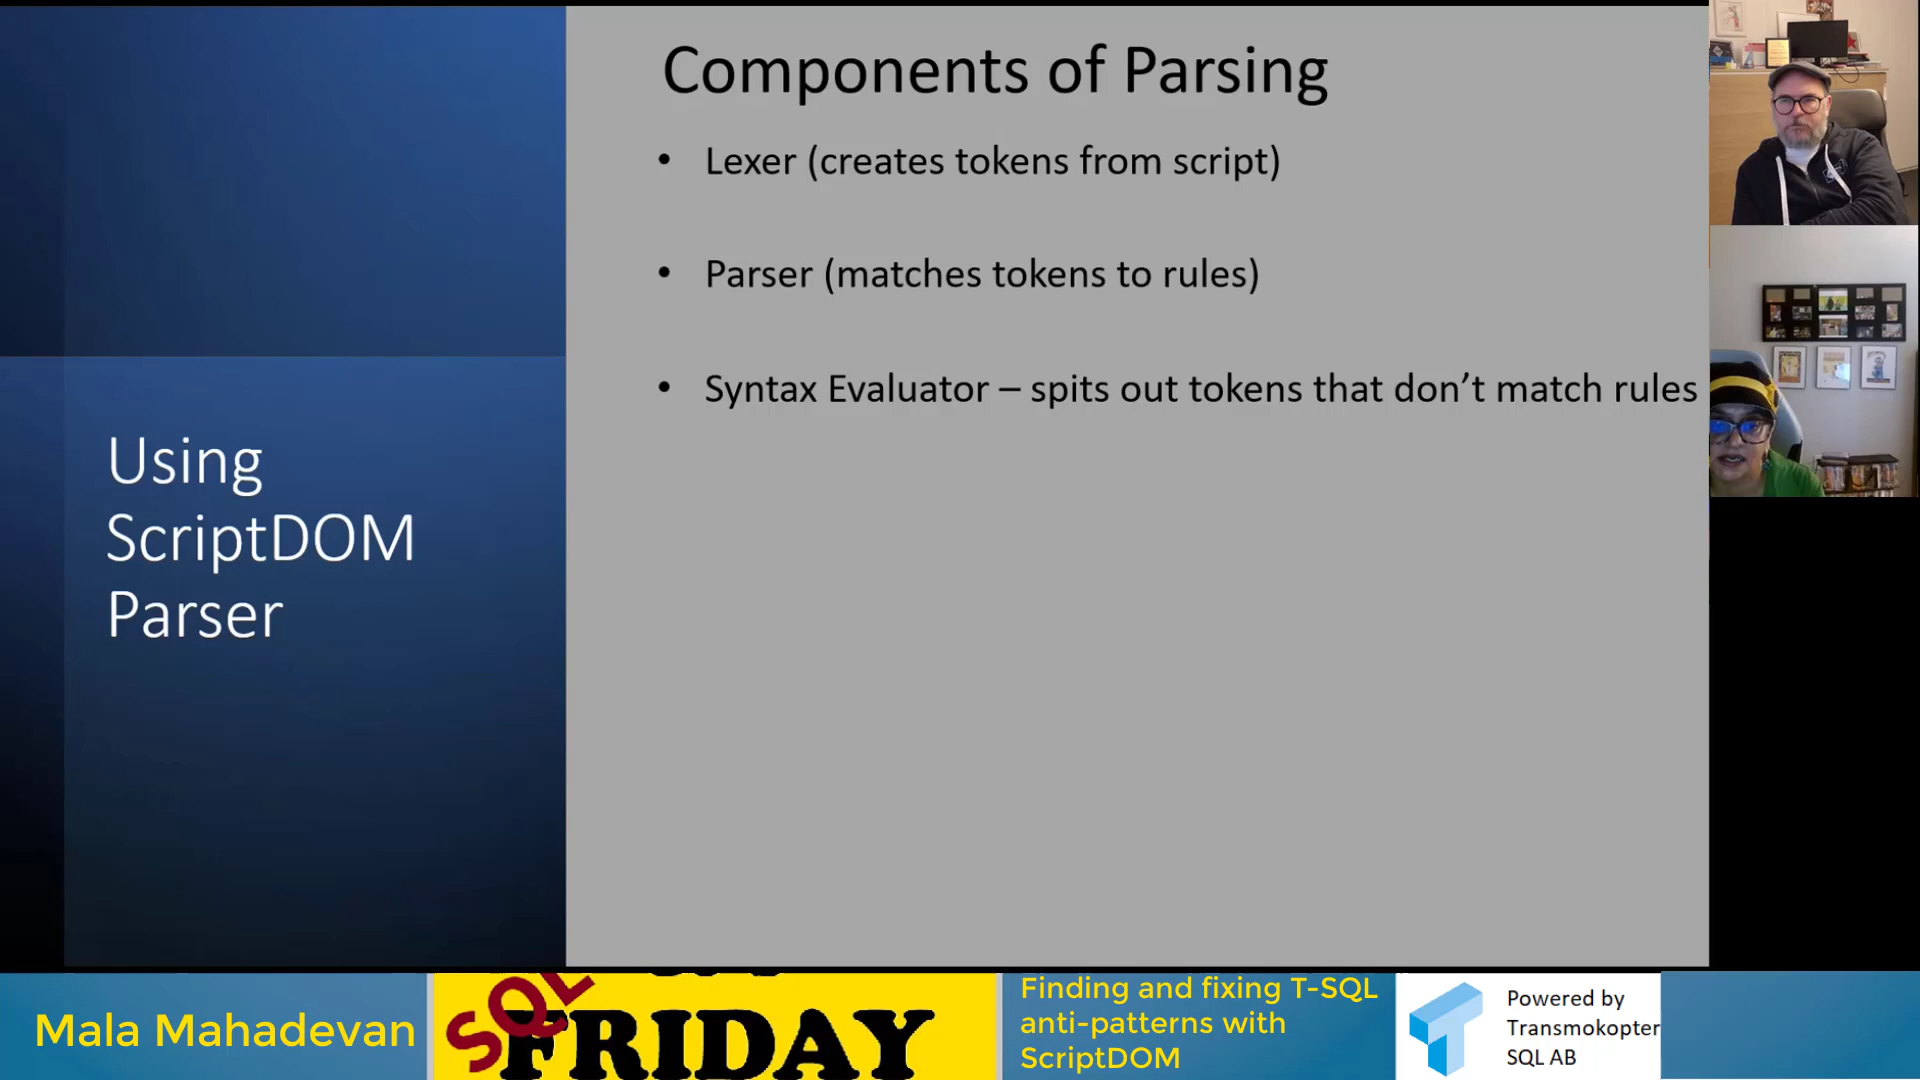 Components of Parsing
• Lexer (creates tokens from script)
• Parser (matches tokens to rules)
• Syntax Evaluator – spits out tokens that don’t match rules
Using
ScriptDOM
Parser
Mala Mahadevan
SQL
FRIDAY
Finding and fixing T-SQL
anti-patterns with
ScriptDOM
Powered by
Transmokopter
SQL AB